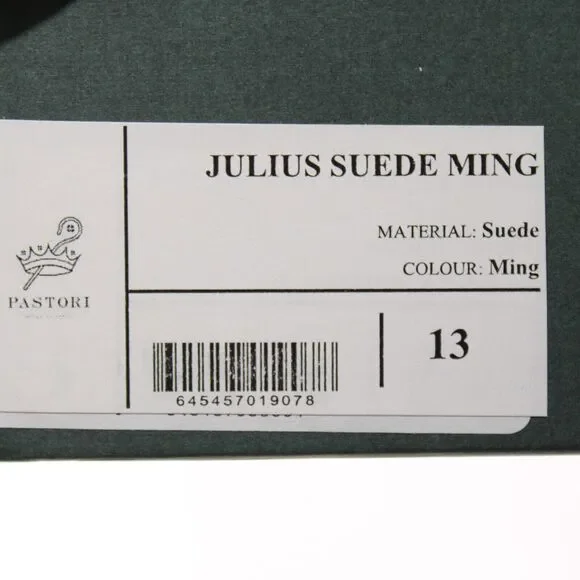 JULIUS SUEDE MING
MATERIAL: Suede
COLOUR: Ming
PASTORI
13
645457019078